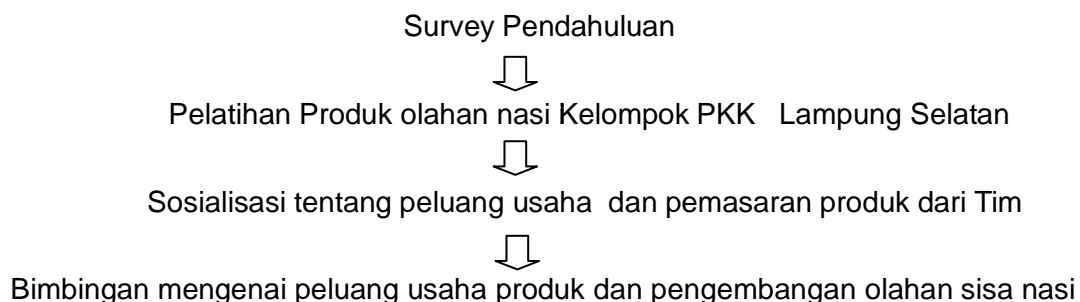 Survey Pendahuluan
Pelatihan Produk olahan nasi Kelompok PKK Lampung Selatan
Sosialisasi tentang peluang usaha dan pemasaran produk dari Tim
Bimbingan mengenai peluang usaha produk dan pengembangan olahan sisa nasi